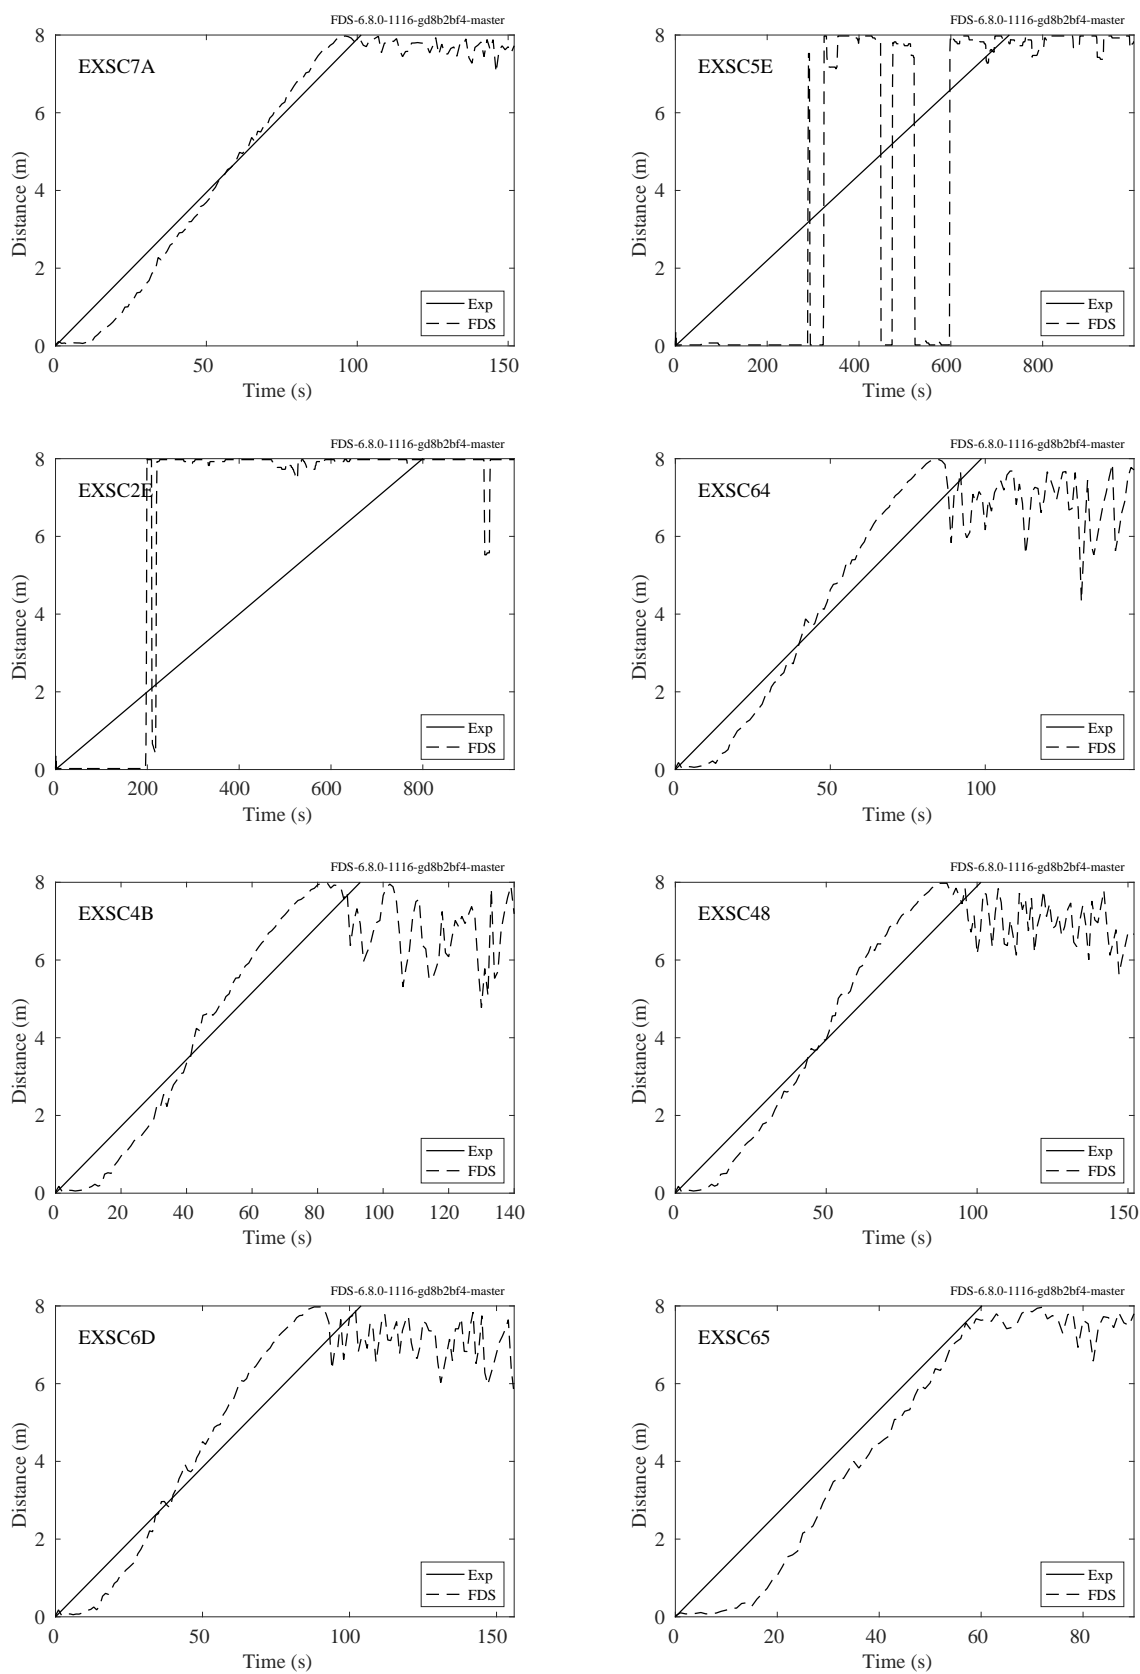 FDS-6.8.0-1116-gd8b2bf4-master
EXSC7A
8
6
4
2
0
Distance (m)
0
50
100
150
Time (s)
Exp
FDS
FDS-6.8.0-1116-gd8b2bf4-master
EXSC5E
8
6
4
2
0
Distance (m)
0
200
400
600
800
Time (s)
Exp
FDS
FDS-6.8.0-1116-gd8b2bf4-master
EXSC2E
8
6
4
2
0
Distance (m)
0
200
400
600
800
Time (s)
Exp
FDS
FDS-6.8.0-1116-gd8b2bf4-master
EXSC64
8
6
4
2
0
Distance (m)
0
50
100
Time (s)
Exp
FDS
FDS-6.8.0-1116-gd8b2bf4-master
EXSC4B
8
6
4
2
0
Distance (m)
0
20
40
60
80
100
120
140
Time (s)
Exp
FDS
FDS-6.8.0-1116-gd8b2bf4-master
EXSC48
8
6
4
2
0
Distance (m)
0
50
100
150
Time (s)
Exp
FDS
FDS-6.8.0-1116-gd8b2bf4-master
EXSC6D
8
6
4
2
0
Distance (m)
0
50
100
150
Time (s)
Exp
FDS
FDS-6.8.0-1116-gd8b2bf4-master
EXSC65
8
6
4
2
0
Distance (m)
0
20
40
60
80
Time (s)
Exp
FDS